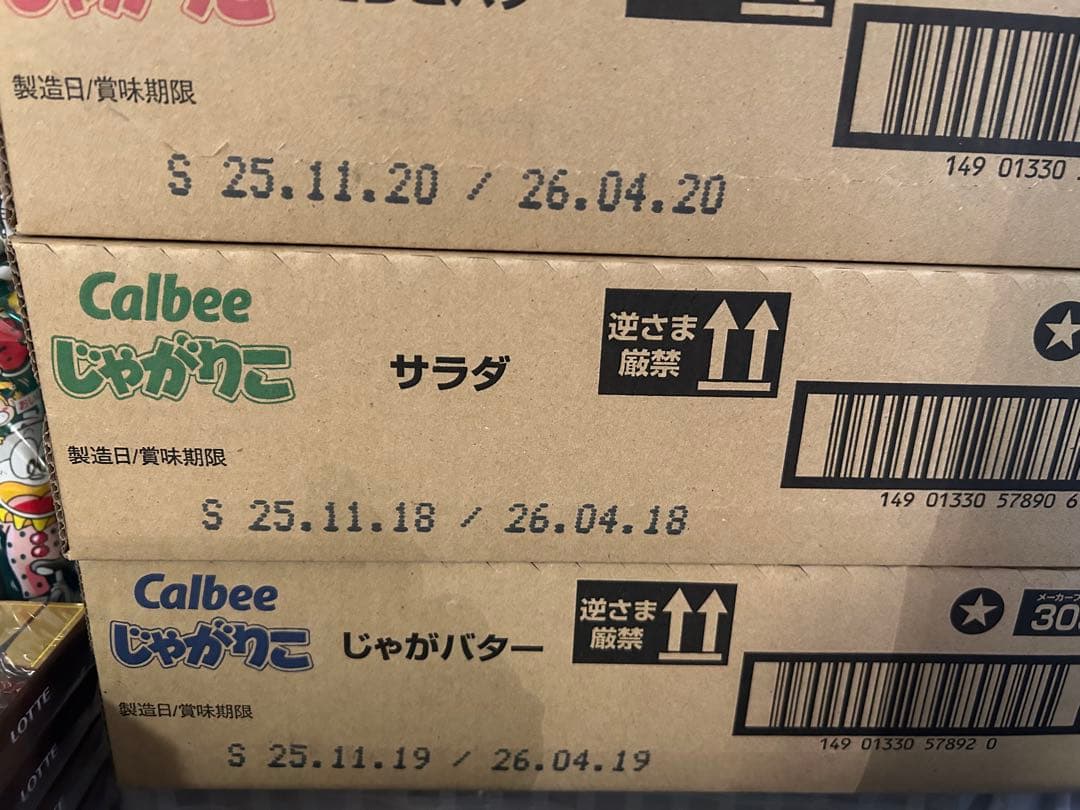 製造日/賞味期限
S 25.11.20 / 26.04.20
149 01330
Calbee
じゃがりこ
サラダ
逆さま
厳禁
製造日/賞味期限
S 25.11.18 / 26.04.18
149 01330 57890 6
Calbee
じゃがりこ
じゃがバター
逆さま
厳禁
30
製造日/賞味期限
S 25.11.19 / 26.04.19
149 01330 57892 0
LOTTE
LOTTE